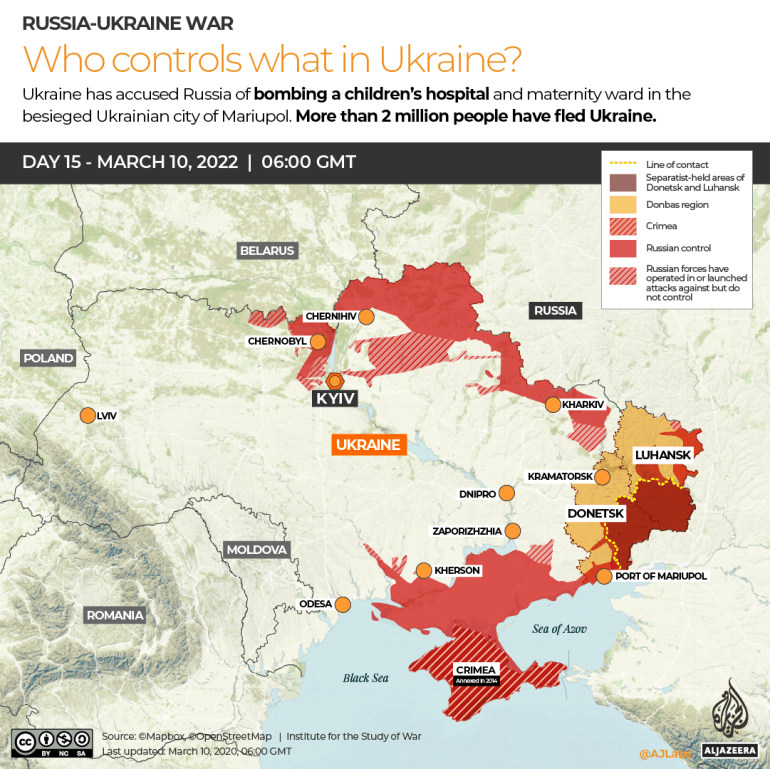 RUSSIA-UKRAINE WAR
Who controls what in Ukraine?
Ukraine has accused Russia of bombing a children's hospital and maternity ward in the
besieged Ukrainian city of Mariupol. More than 2 million people have fled Ukraine.
DAY 15 - MARCH 10, 2022 | 06:00 GMT
Line of contact
Separatist-held areas of
Donetsk and Luhansk
Donbas region
Crimea
Russian control
Russian forces have
operated in or launched
attacks against but do
not control
BELARUS
RUSSIA
CHERNIHIV
CHERNOBYL
POLAND
KYIV
KHARKIV
LVIV
UKRAINE
LUHANSK
KRAMATORSK
DNIPRO
DONETSK
ZAPORIZHZHIA
MOLDOVA
KHERSON
PORT OF MARIUPOL
ODESA
ROMANIA
Sea of Azov
Black Sea
CRIMEA
Annexed in 2014
cc BY NC SA
Source: ©Mapbox, ©OpenStreetMap | Institute for the Study of War
Last updated: March 10, 2020, 06:00 GMT
ALJAZEERA